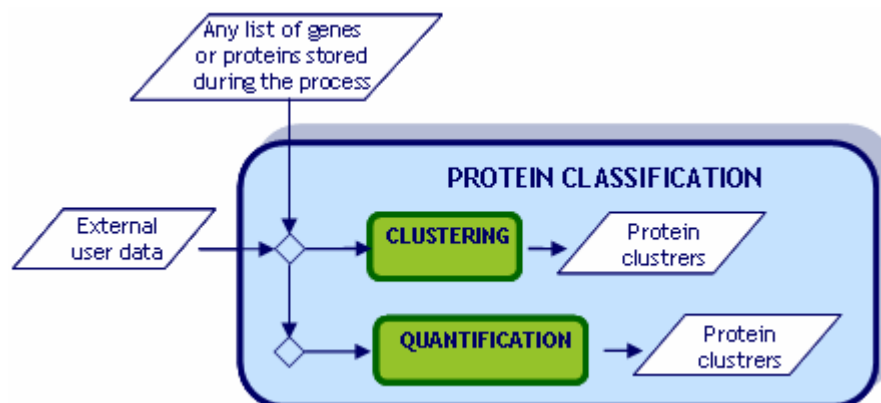 Any list of genes
or proteins stored
during the process
PROTEIN CLASSIFICATION
External
user data
CLUSTERING
Protein
clustrers
QUANTIFICATION
Protein
clustrers